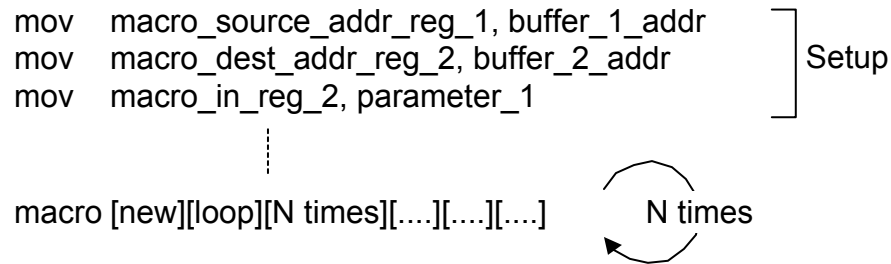 mov macro_source_addr_reg_1, buffer_1_addr
mov macro_dest_addr_reg_2, buffer_2_addr
mov macro_in_reg_2, parameter_1
Setup
macro [new][loop][N times][....][....][....]
N times